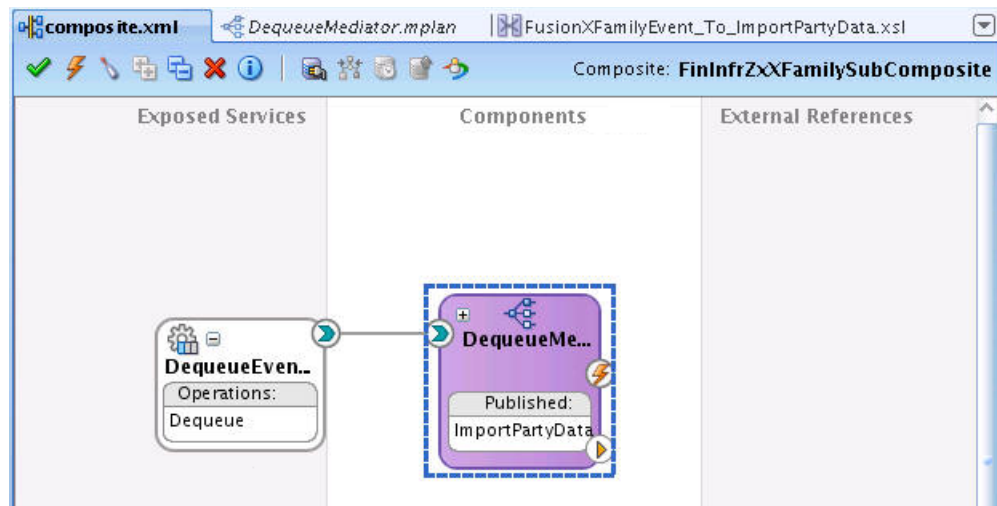 composite.xml DequeueMediator.mplan FusionXFamilyEvent_To_ImportPartyData.xsl
Composite: FinInfrZxXFamilySubComposite
Exposed Services Components External References
DequeueMe...
DequeueEven...
Operations:
Dequeue
Published:
ImportPartyData